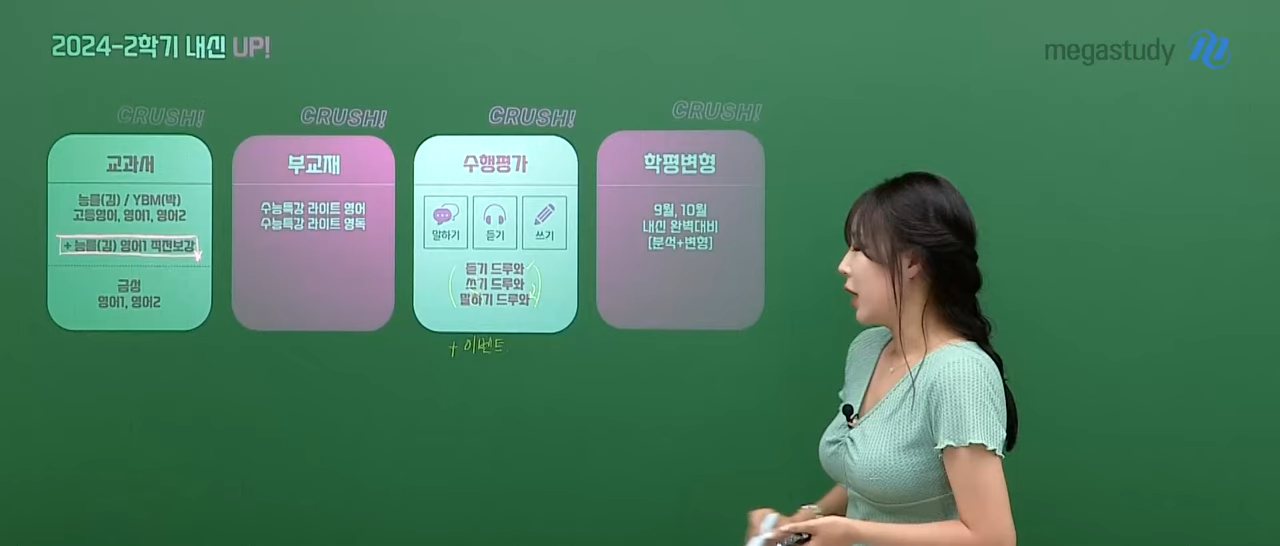 2024-2학기 내신 UP!
megastudy
CRUSH!
교과서
능률(김) / YBM(박)
고등영어, 영어1, 영어2
+ 능률(김) 영어1 직전보강
금성
영어1, 영어2
CRUSH!
부교재
수능특강 라이트 영어
수능특강 라이트 영독
CRUSH!
수행평가
말하기
듣기
쓰기
듣기 드루와
쓰기 드루와
말하기 드루와
+ 이벤트
CRUSH!
학평변형
9월, 10월
내신 완벽대비
[분석+변형]